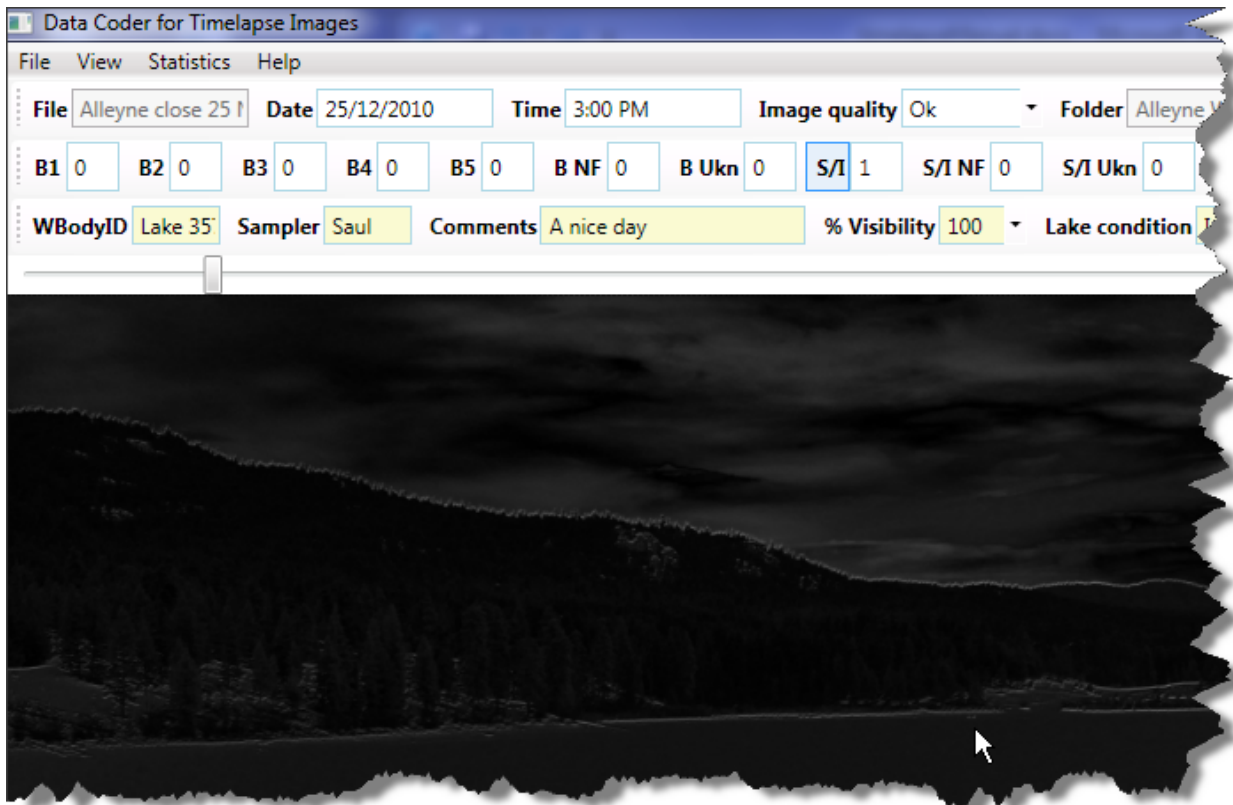 Data Coder for Timelapse Images
File View Statistics Help
File Alleyne close 25 Date 25/12/2010 Time 3:00 PM Image quality Ok Folder Alleyne
B1 0 B2 0 B3 0 B4 0 B5 0 B NF 0 B Ukn 0 S/I 1 S/I NF 0 S/I Ukn 0
WBodyID Lake 35 Sampler Saul Comments A nice day % Visibility 100 Lake condition